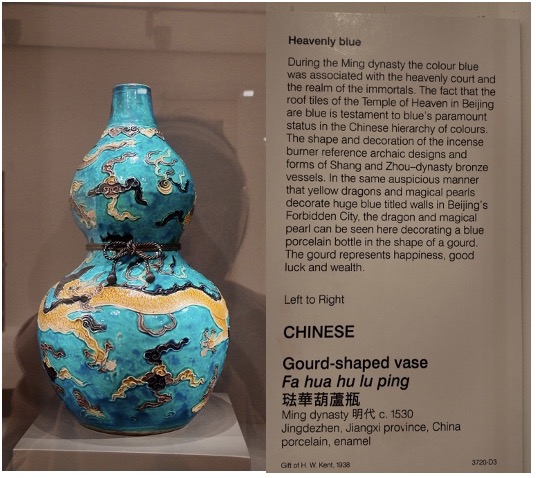 Heavenly blue
During the Ming dynasty the colour blue
was associated with the heavenly court and
the realm of the immortals. The fact that the
roof tiles of the Temple of Heaven in Beijing
are blue is testament to blue's paramount
status in the Chinese hierarchy of colours.
The shape and decoration of the incense
burner reference archaic designs and
forms of Shang and Zhou–dynasty bronze
vessels. In the same auspicious manner
that yellow dragons and magical pearls
decorate huge blue titled walls in Beijing's
Forbidden City, the dragon and magical
pearl can be seen here decorating a blue
porcelain bottle in the shape of a gourd.
The gourd represents happiness, good
luck and wealth.
Left to Right
CHINESE
Gourd-shaped vase
Fa hua hu lu ping
琺華葫蘆瓶
Ming dynasty 明代 c. 1530
Jingdezhen, Jiangxi province, China
porcelain, enamel
Gift of H. W. Kent, 1938 3720-D3